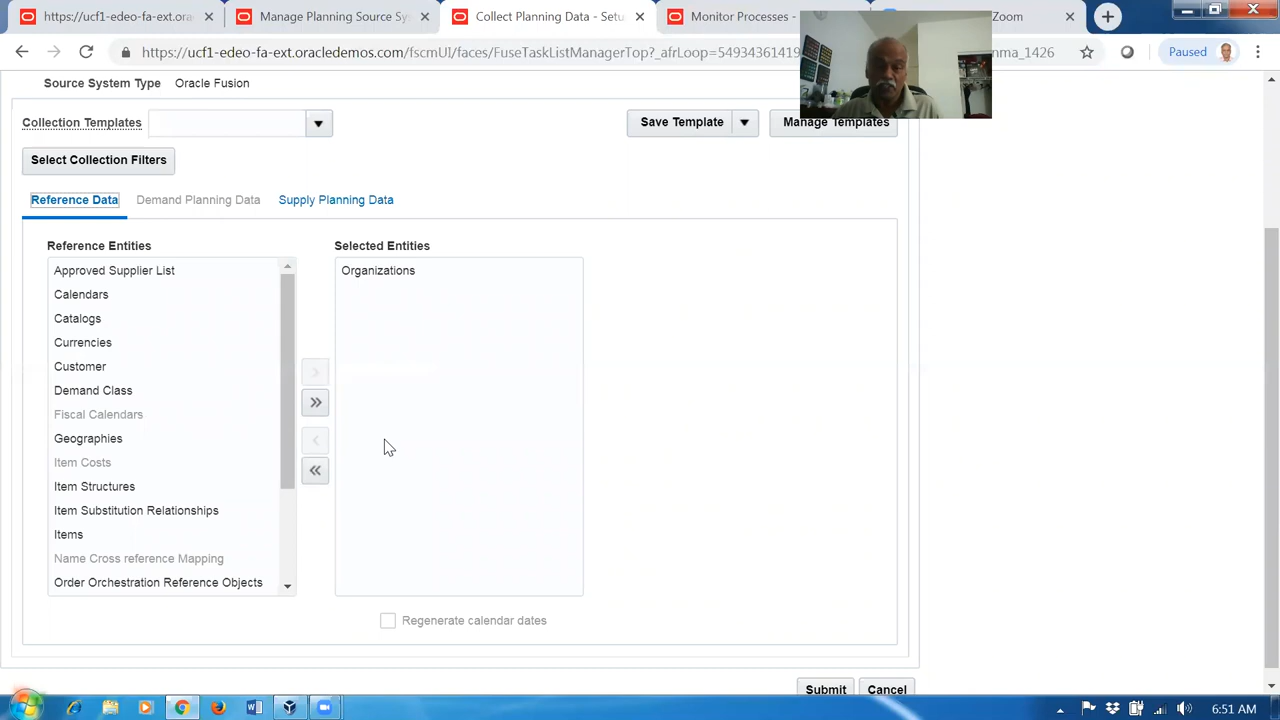 https://ucf1-edeo-fa-ext.oracled
Manage Planning Source Sy
Collect Planning Data - Setu
Monitor Pro
Zoom
https://ucf1-edeo-fa-ext.oracledemos.com/fscmUI/faces/FuseTaskListManagerTop?_afrLoop=54934361419
nma_1426
Paused
Source System Type Oracle Fusion
Collection Templates
Save Template
Manage Templates
Select Collection Filters
Reference Data
Demand Planning Data
Supply Planning Data
Reference Entities
Selected Entities
Approved Supplier List
Organizations
Calendars
Catalogs
Currencies
Customer
Demand Class
Fiscal Calendars
Geographies
Item Costs
Item Structures
Item Substitution Relationships
Items
Name Cross reference Mapping
Order Orchestration Reference Objects
Regenerate calendar dates
Submit
Cancel
6:51 AM